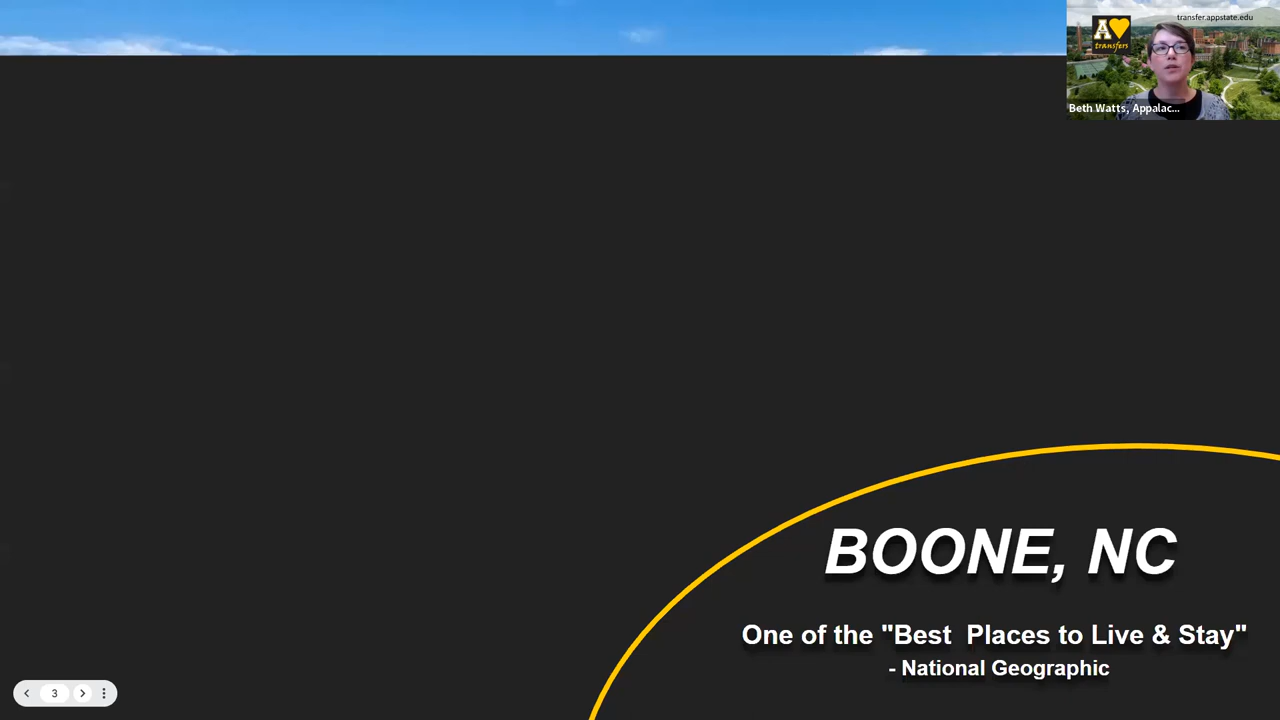 transfer.appstate.edu
A
transfers
Beth Watts, Appalac...
BOONE, NC
One of the "Best  Places to Live & Stay"
- National Geographic
3